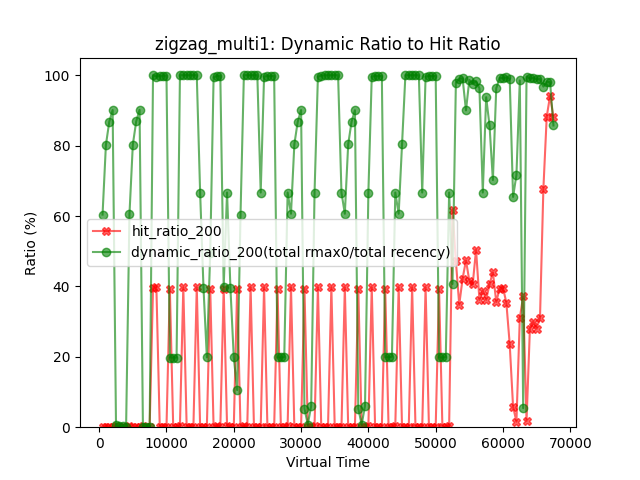 zigzag_multi1: Dynamic Ratio to Hit Ratio
100
80
60
40
20
0
Ratio (%)
hit_ratio_200
dynamic_ratio_200(total rmax0/total recency)
0 10000 20000 30000 40000 50000 60000 70000
Virtual Time